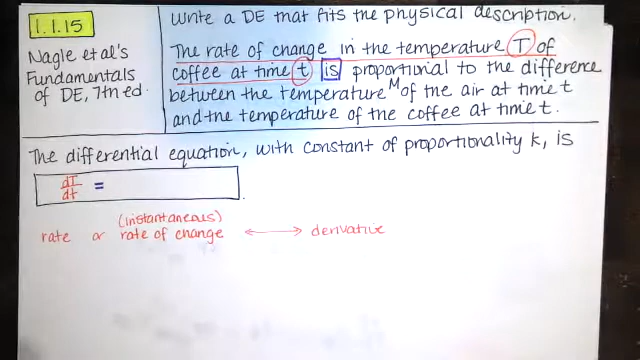 1.1.15
Nagle et al's
Fundamentals
of DE, 7th ed.
Write a DE that fits the physical description.
The rate of change in the temperature T of
coffee at time t is proportional to the difference
between the temperature M of the air at time t
and the temperature of the coffee at time t.
The differential equation, with constant of proportionality k, is
dT/dt = .
(instantaneous)
rate or rate of change ⟷ derivative